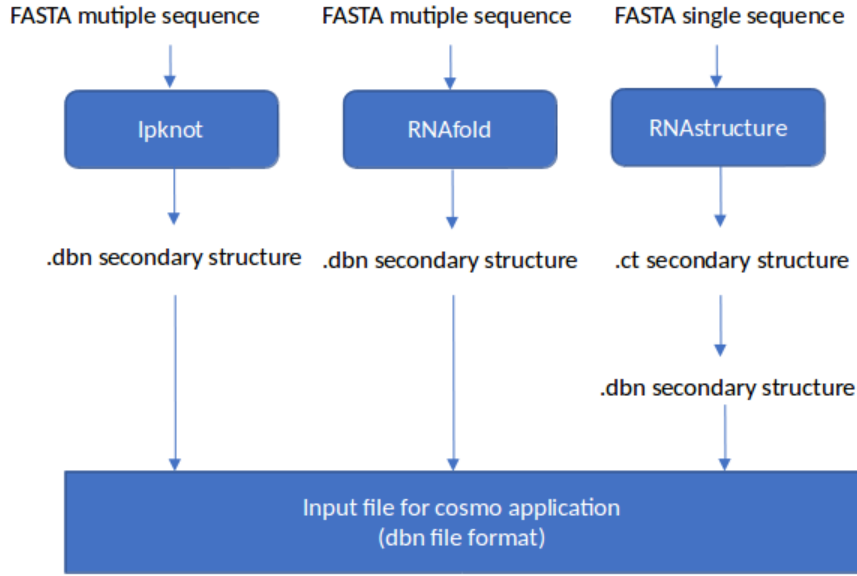 FASTA mutiple sequence
FASTA mutiple sequence
FASTA single sequence
Ipknot
RNAfold
RNAstructure
.dbn secondary structure
.dbn secondary structure
.ct secondary structure
.dbn secondary structure
Input file for cosmo application
(dbn file format)